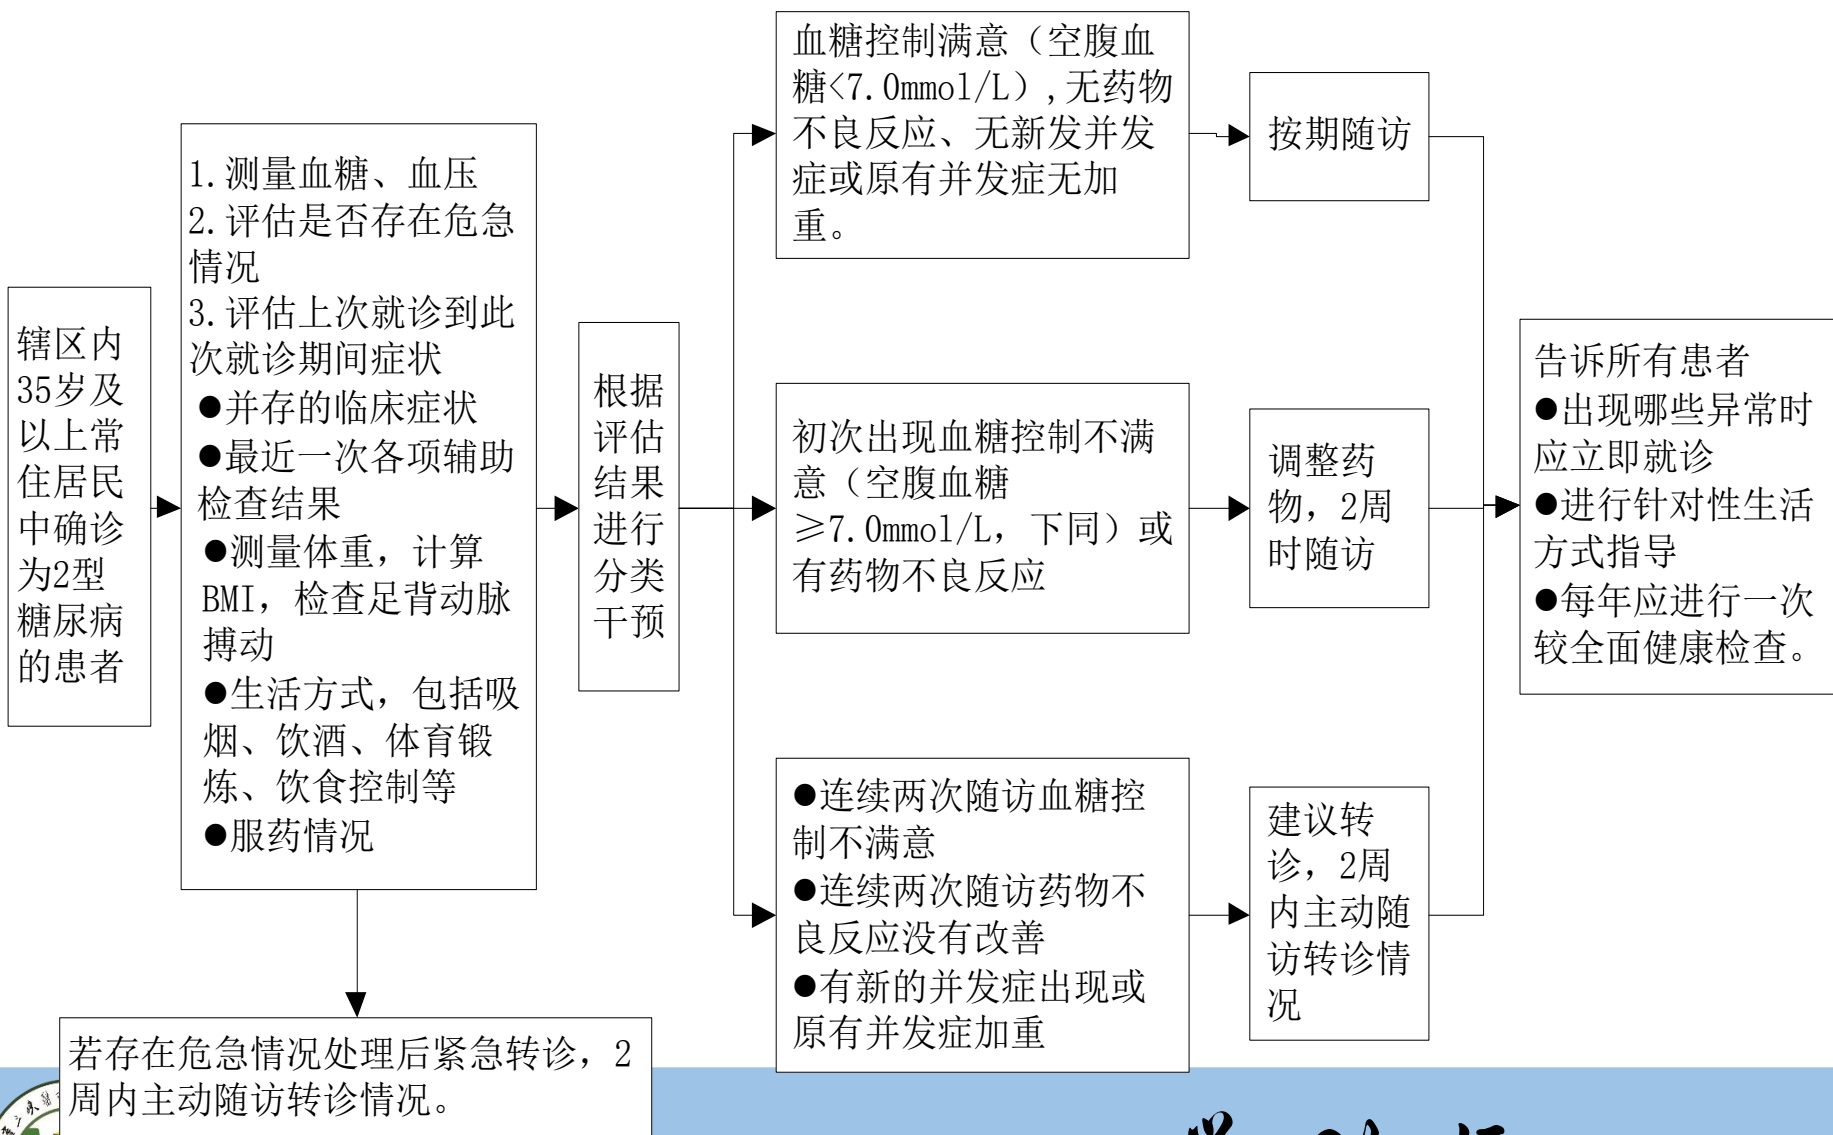 辖区内
35岁及
以上常
住居民
中确诊
为2型
糖尿病
的患者
1.测量血糖、血压
2.评估是否存在危急
情况
3.评估上次就诊到此
次就诊期间症状
●并存的临床症状
●最近一次各项辅助
检查结果
●测量体重，计算
BMI，检查足背动脉
搏动
●生活方式，包括吸
烟、饮酒、体育锻
炼、饮食控制等
●服药情况
若存在危急情况处理后紧急转诊，2
周内主动随访转诊情况。
根据
评估
结果
进行
分类
干预
血糖控制满意（空腹血
糖<7.0mmol/L）,无药物
不良反应、无新发并发
症或原有并发症无加
重。
按期随访
初次出现血糖控制不满
意（空腹血糖
≥7.0mmol/L，下同）或
有药物不良反应
调整药
物，2周
时随访
●连续两次随访血糖控
制不满意
●连续两次随访药物不
良反应没有改善
●有新的并发症出现或
原有并发症加重
建议转
诊，2周
内主动随
访转诊情
况
告诉所有患者
●出现哪些异常时
应立即就诊
●进行针对性生活
方式指导
●每年应进行一次
较全面健康检查。